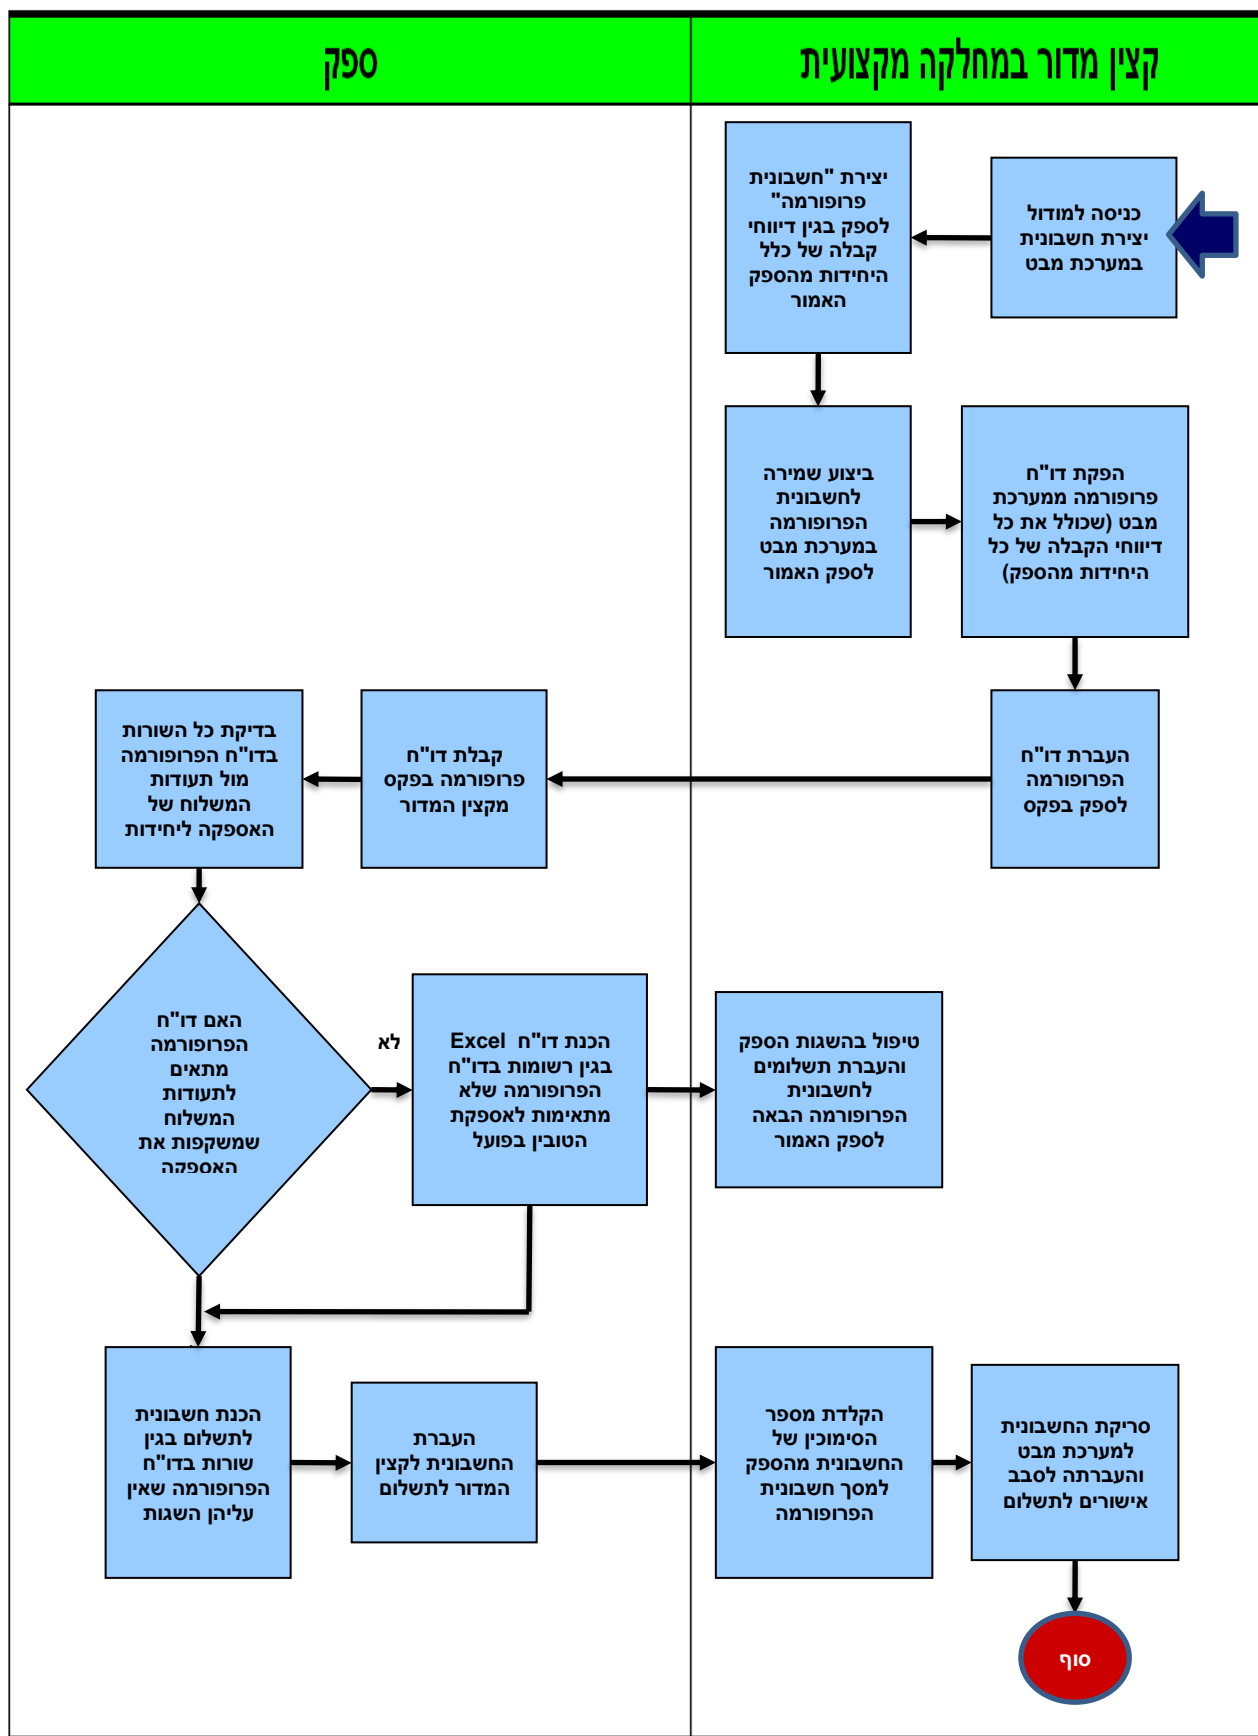 קצין מדור במחלקה מקצועית
ספק
כניסה למודול
יצירת חשבונית
במערכת מבט
יצירת "חשבונית
פרופורמה"
לספק בגין דיווחי
קבלה של כלל
היחידות מהספק
האמור
ביצוע שמירה
לחשבונית
הפרופורמה
במערכת מבט
לספק האמור
הפקת דו"ח
פרופורמה ממערכת
מבט (שכולל את כל
דיווחי הקבלה של כל
היחידות מהספק)
העברת דו"ח
הפרופורמה
לספק בפקס
קבלת דו"ח
פרופורמה בפקס
מקצין המדור
בדיקת כל השורות
בדו"ח הפרופורמה
מול תעודות
המשלוח של
האספקה ליחידות
האם דו"ח
הפרופורמה
מתאים
לתעודות
המשלוח
שמשקפות את
האספקה
לא
הכנת דו"ח Excel
בגין רשומות בדו"ח
הפרופורמה שלא
מתאימות לאספקת
הטובין בפועל
טיפול בהשגות הספק
והעברת תשלומים
לחשבונית
הפרופורמה הבאה
לספק האמור
הכנת חשבונית
לתשלום בגין
שורות בדו"ח
הפרופורמה שאין
עליהן השגות
העברת
החשבונית לקצין
המדור לתשלום
הקלדת מספר
הסימוכין של
החשבונית מהספק
למסך חשבונית
הפרופורמה
סריקת החשבונית
למערכת מבט
והעברתה לסבב
אישורים לתשלום
סוף